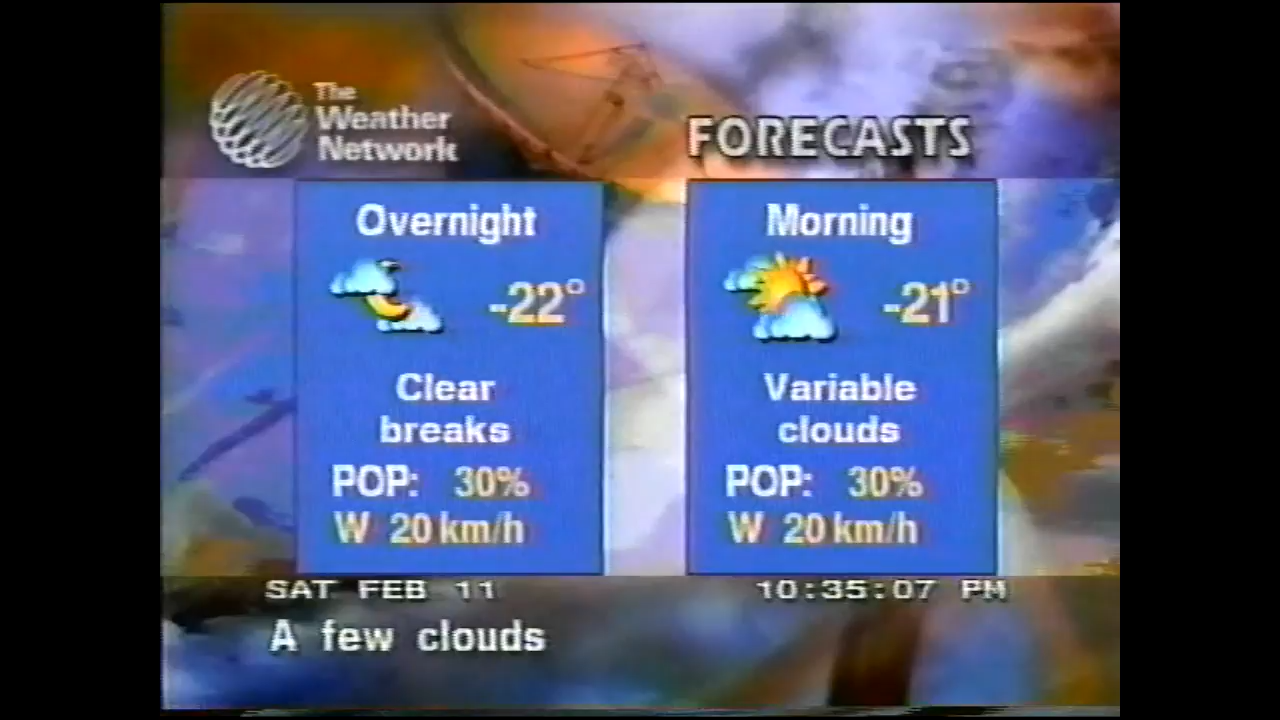 The
Weather
Network
FORECASTS
Overnight
-22°
Clear
breaks
POP: 30%
W 20 km/h
Morning
-21°
Variable
clouds
POP: 30%
W 20 km/h
SAT FEB 11 10:35:07 PM
A few clouds